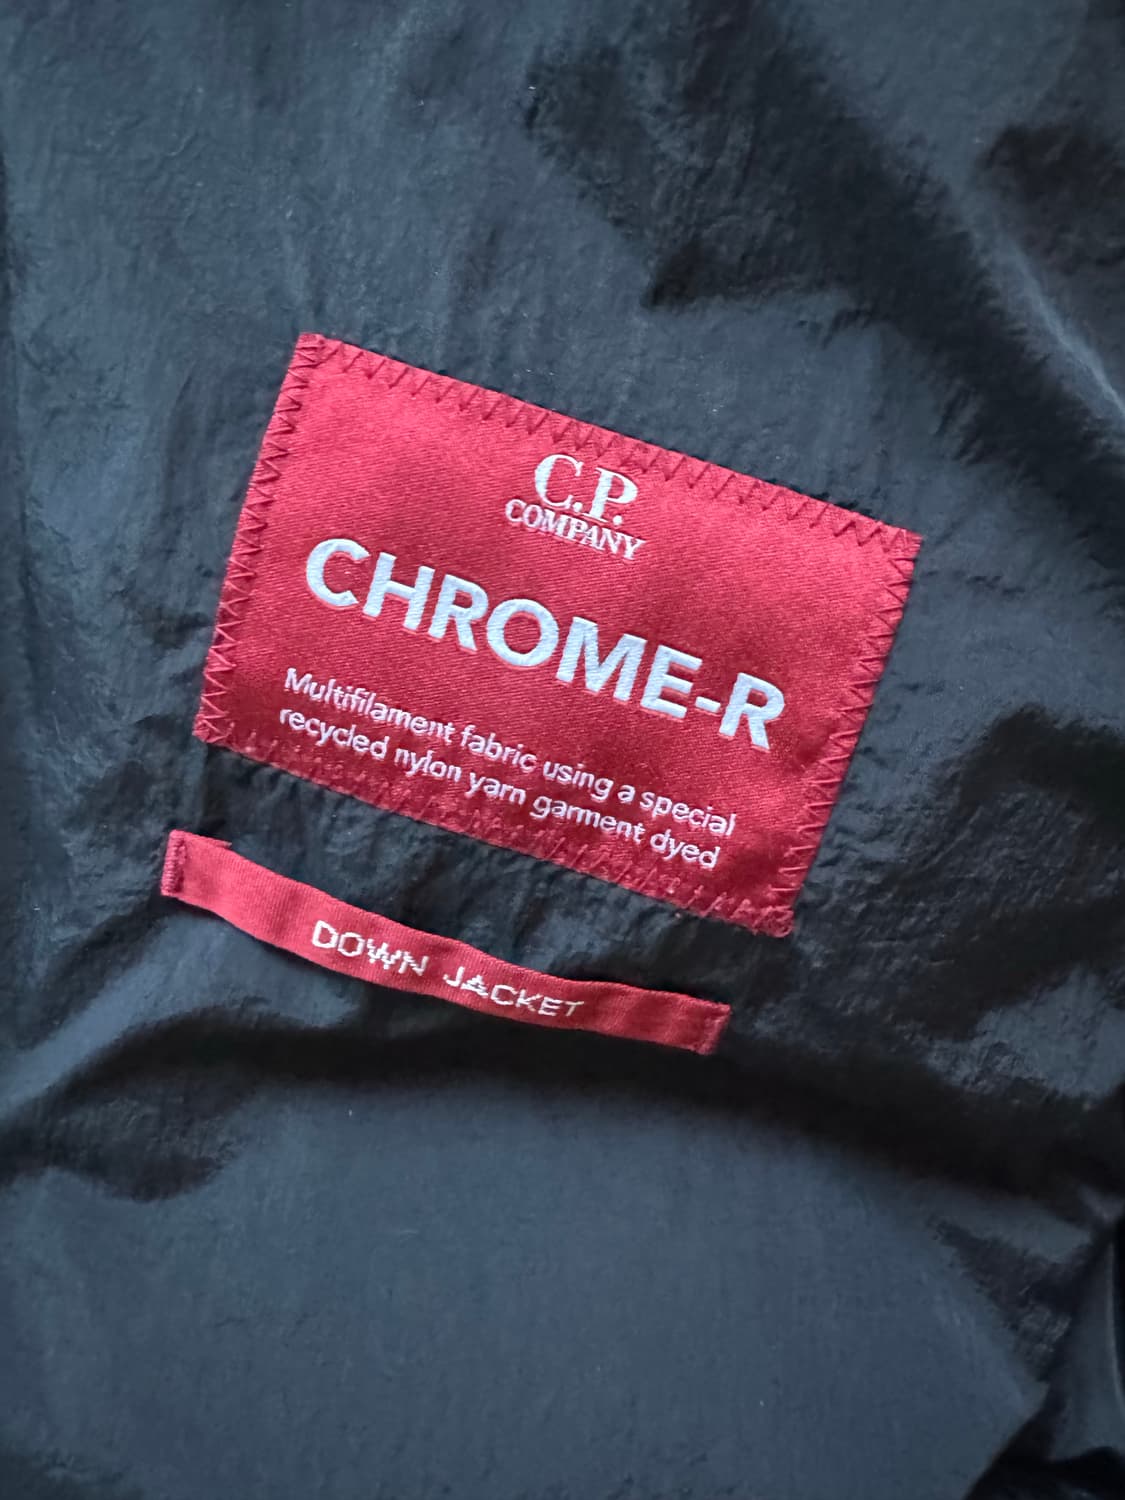 C.P.
COMPANY
CHROME-R
Multifilament fabric using a special
recycled nylon yarn garment dyed
DOWN JACKET